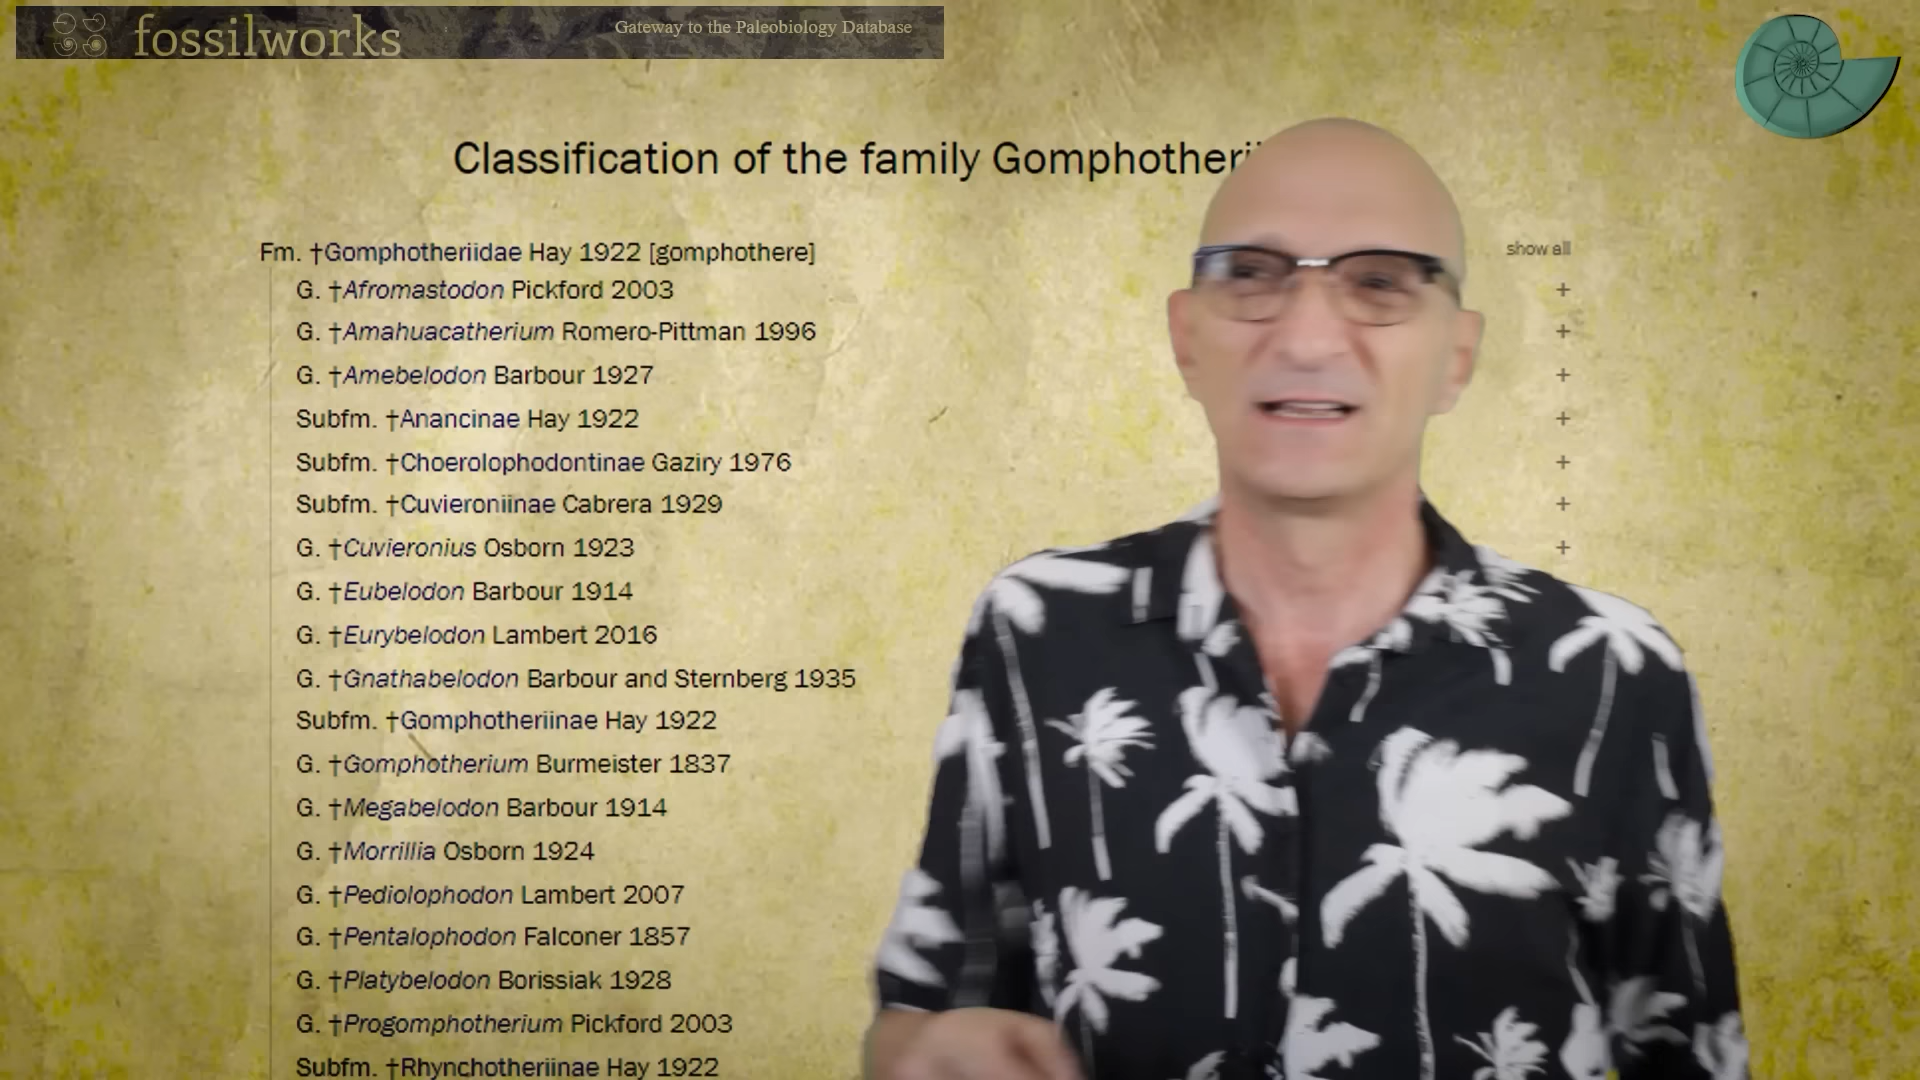 fossilworks
Gateway to the Paleobiology Database
Classification of the family Gomphotheri
Fm. †Gomphotheriidae Hay 1922 [gomphothere]
show all
G. †Afromastodon Pickford 2003 +
G. †Amahuacatherium Romero-Pittman 1996 +
G. †Amebelodon Barbour 1927 +
Subfm. †Anancinae Hay 1922 +
Subfm. †Choerolophodontinae Gaziry 1976 +
Subfm. †Cuvieroniinae Cabrera 1929 +
G. †Cuvieronius Osborn 1923 +
G. †Eubelodon Barbour 1914
G. †Eurybelodon Lambert 2016
G. †Gnathabelodon Barbour and Sternberg 1935
Subfm. †Gomphotheriinae Hay 1922
G. †Gomphotherium Burmeister 1837
G. †Megabelodon Barbour 1914
G. †Morrillia Osborn 1924
G. †Pediolophodon Lambert 2007
G. †Pentalophodon Falconer 1857
G. †Platybelodon Borissiak 1928
G. †Progomphotherium Pickford 2003
Subfm. †Rhynchotheriinae Hay 1922